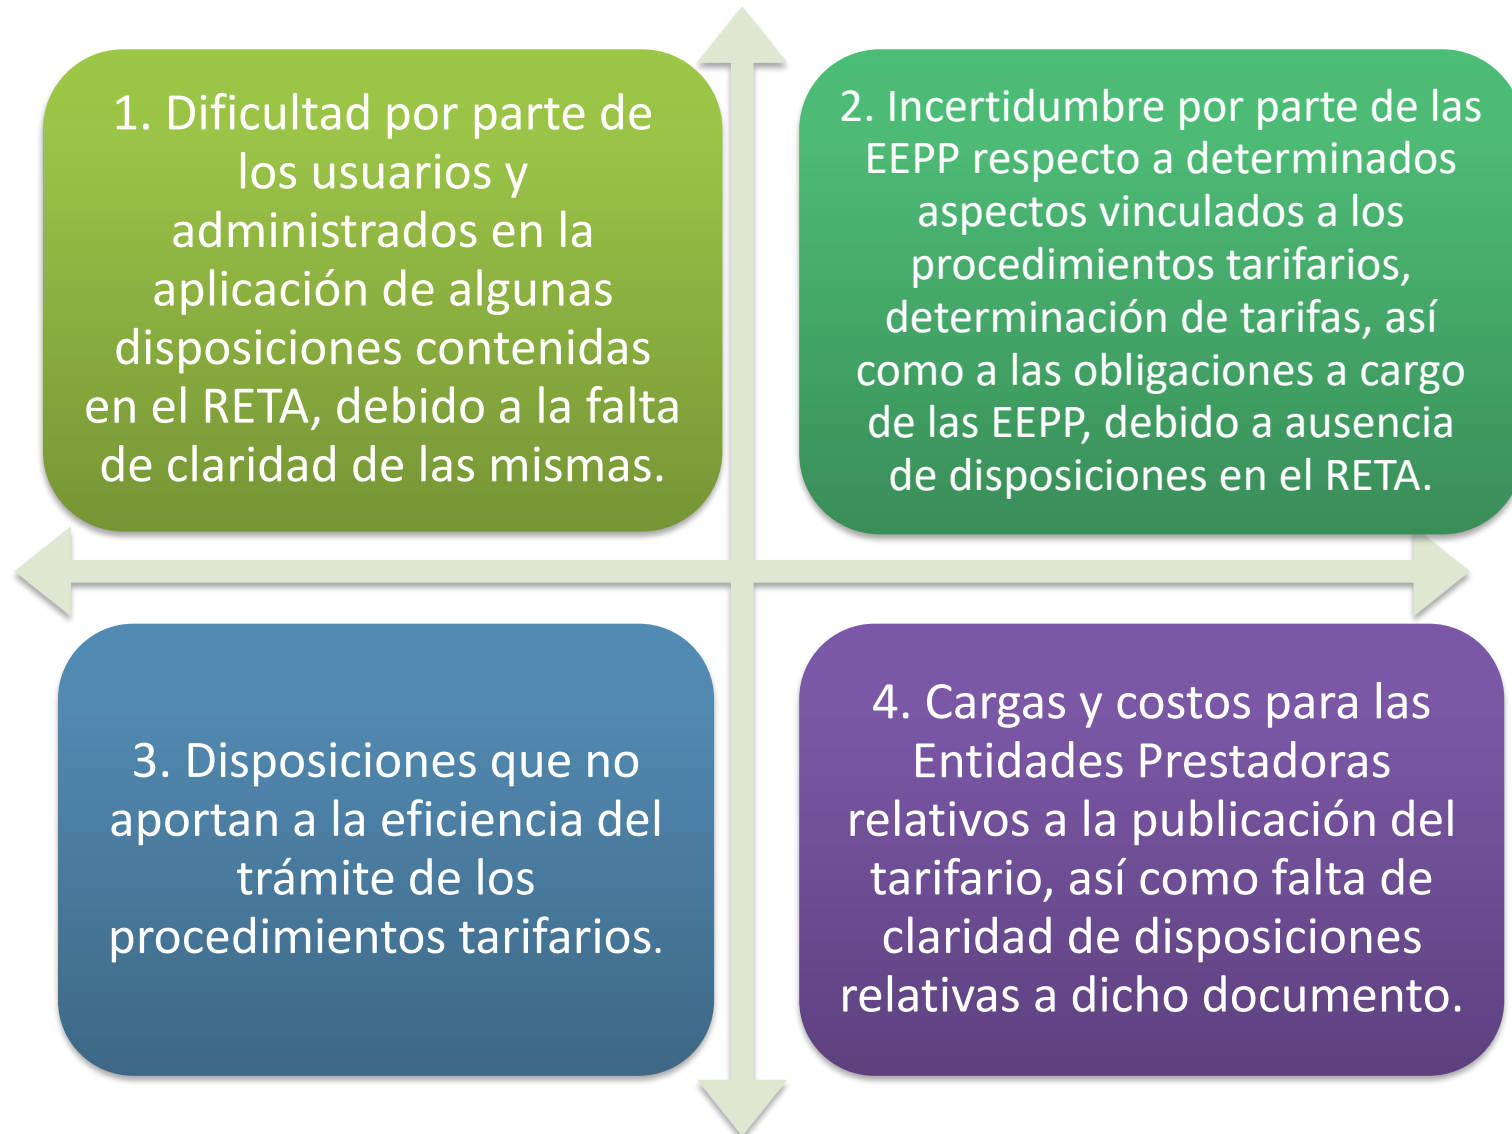 1. Dificultad por parte de
los usuarios y
administrados en la
aplicación de algunas
disposiciones contenidas
en el RETA, debido a la falta
de claridad de las mismas.
2. Incertidumbre por parte de las
EEPP respecto a determinados
aspectos vinculados a los
procedimientos tarifarios,
determinación de tarifas, así
como a las obligaciones a cargo
de las EEPP, debido a ausencia
de disposiciones en el RETA.
3. Disposiciones que no
aportan a la eficiencia del
trámite de los
procedimientos tarifarios.
4. Cargas y costos para las
Entidades Prestadoras
relativos a la publicación del
tarifario, así como falta de
claridad de disposiciones
relativas a dicho documento.